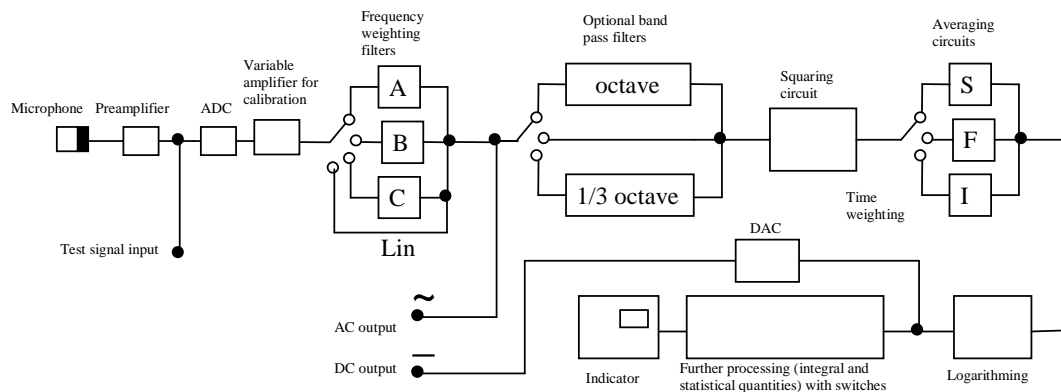 Frequency
weighting
filters
Optional band
pass filters
Averaging
circuits
Variable
amplifier for
calibration
Squaring
circuit
Microphone
Preamplifier
ADC
A
B
C
Lin
octave
1/3 octave
S
F
I
Time
weighting
Test signal input
DAC
~
AC output
DC output
Indicator
Further processing (integral and
statistical quantities) with switches
Logarithming